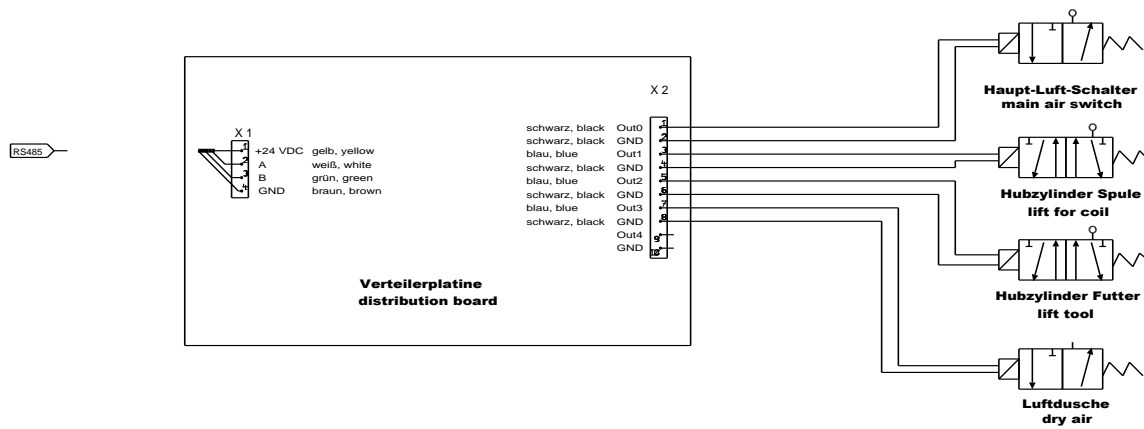 RS485
X 1
1 +24 VDC gelb, yellow
2 A weiß, white
3 B grün, green
4 GND braun, brown
Verteilerplatine
distribution board
X 2
schwarz, black Out0 1
schwarz, black GND 2
blau, blue Out1 3
schwarz, black GND 4
blau, blue Out2 5
schwarz, black GND 6
blau, blue Out3 7
schwarz, black GND 8
Out4 9
GND 10
Haupt-Luft-Schalter
main air switch
Hubzylinder Spule
lift for coil
Hubzylinder Futter
lift tool
Luftdusche
dry air